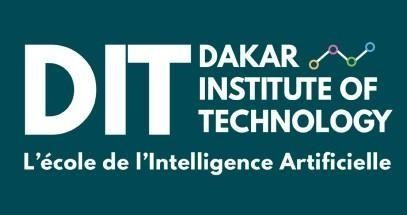 DIT
DAKAR
INSTITUTE OF
TECHNOLOGY
L'école de l'Intelligence Artificielle